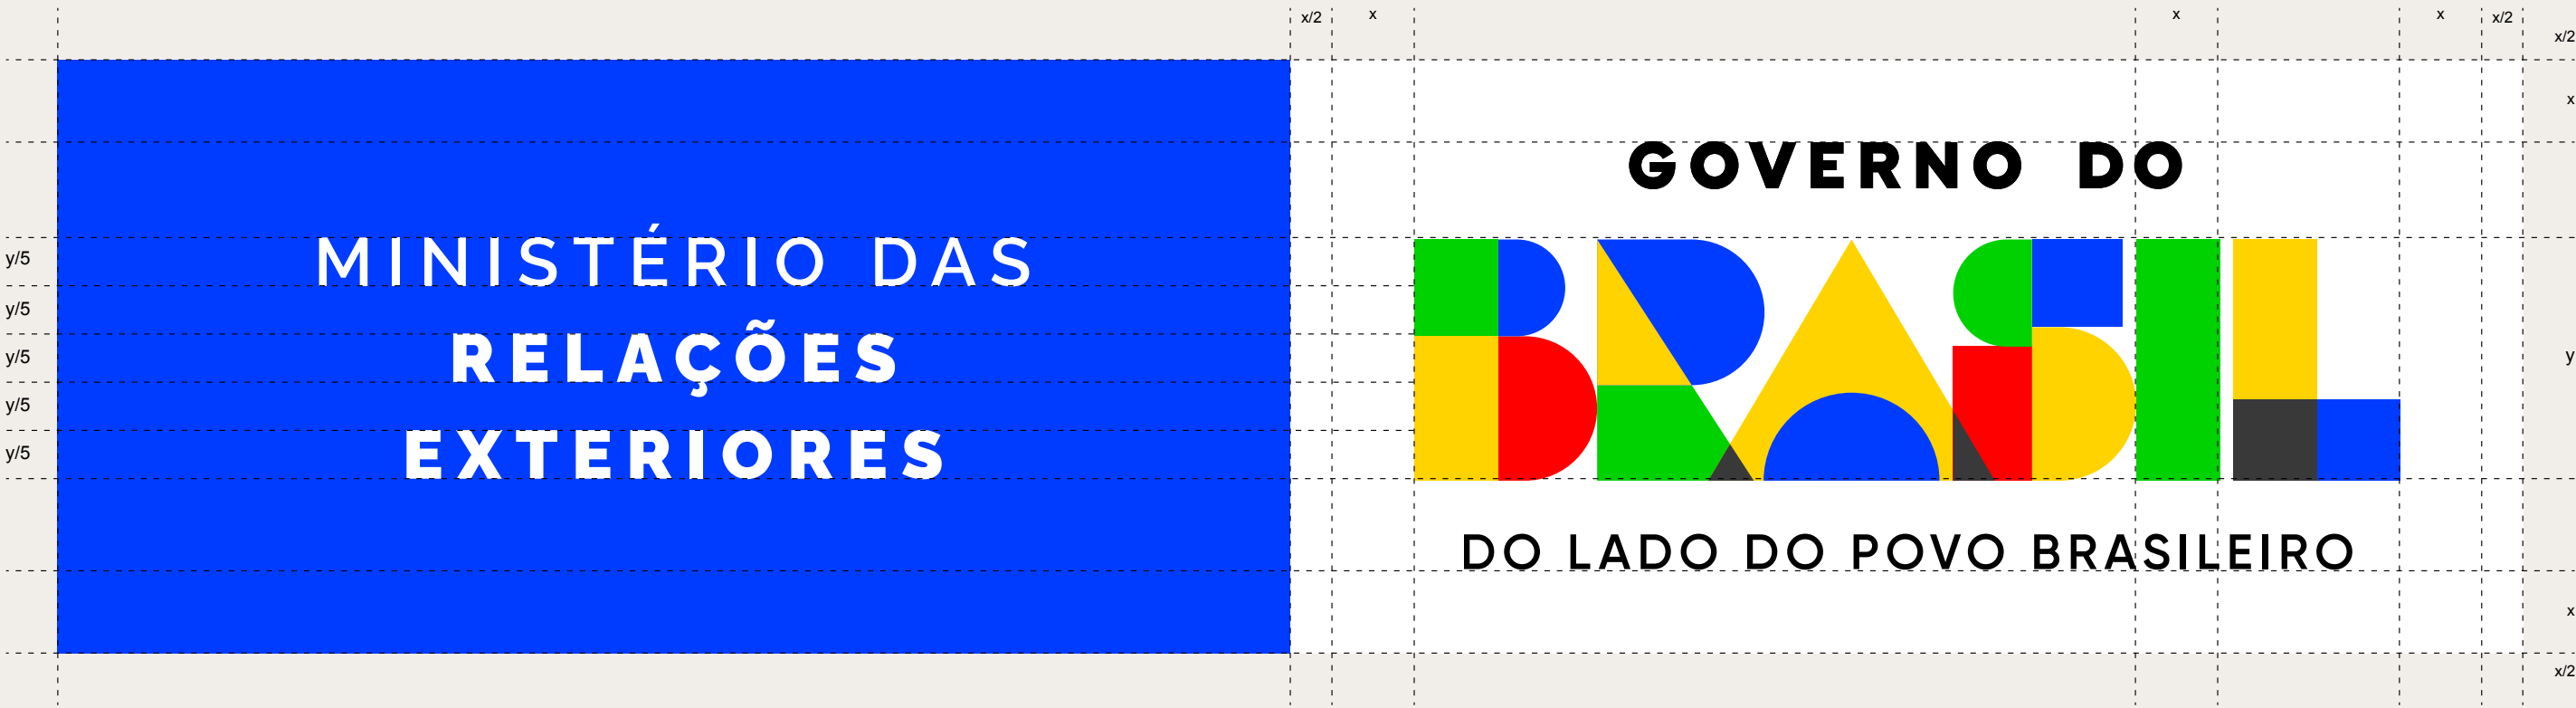 x/2 x x x x/2
x/2
x
GOVERNO DO
MINISTÉRIO DAS
RELAÇÕES
EXTERIORES
BRASIL
y/5
y/5
y/5
y/5
y/5
y
DO LADO DO POVO BRASILEIRO
x
x/2